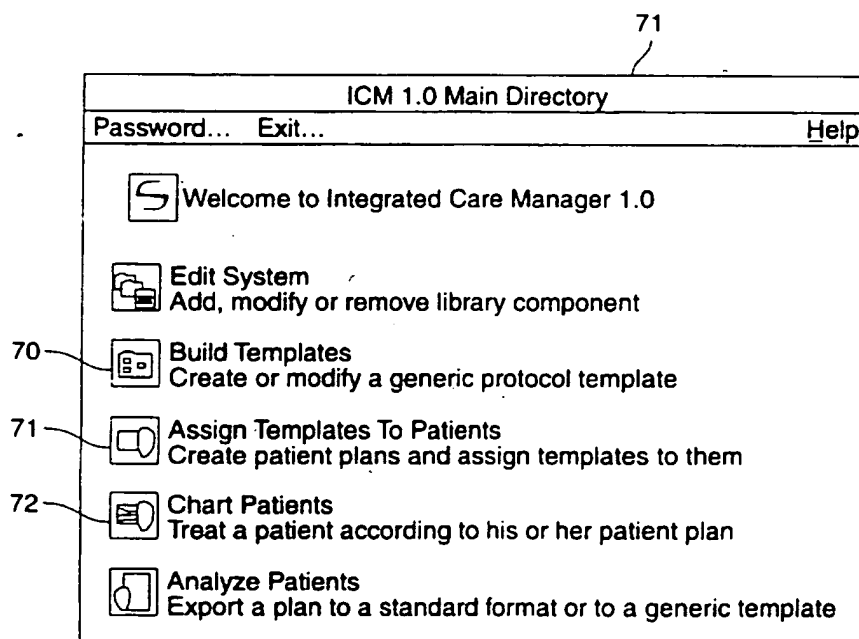 71
ICM 1.0 Main Directory
Password... Exit... Help
Welcome to Integrated Care Manager 1.0
Edit System
Add, modify or remove library component
70
Build Templates
Create or modify a generic protocol template
71
Assign Templates To Patients
Create patient plans and assign templates to them
72
Chart Patients
Treat a patient according to his or her patient plan
Analyze Patients
Export a plan to a standard format or to a generic template